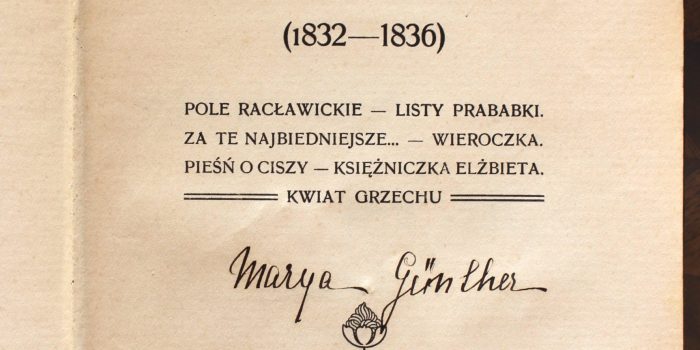 (1832—1836)
POLE RACŁAWICKIE — LISTY PRABABKI.
ZA TE NAJBIEDNIEJSZE... — WIEROCZKA.
PIEŚŃ O CISZY — KSIĘŻNICZKA ELŻBIETA.
KWIAT GRZECHU
Marya Günther